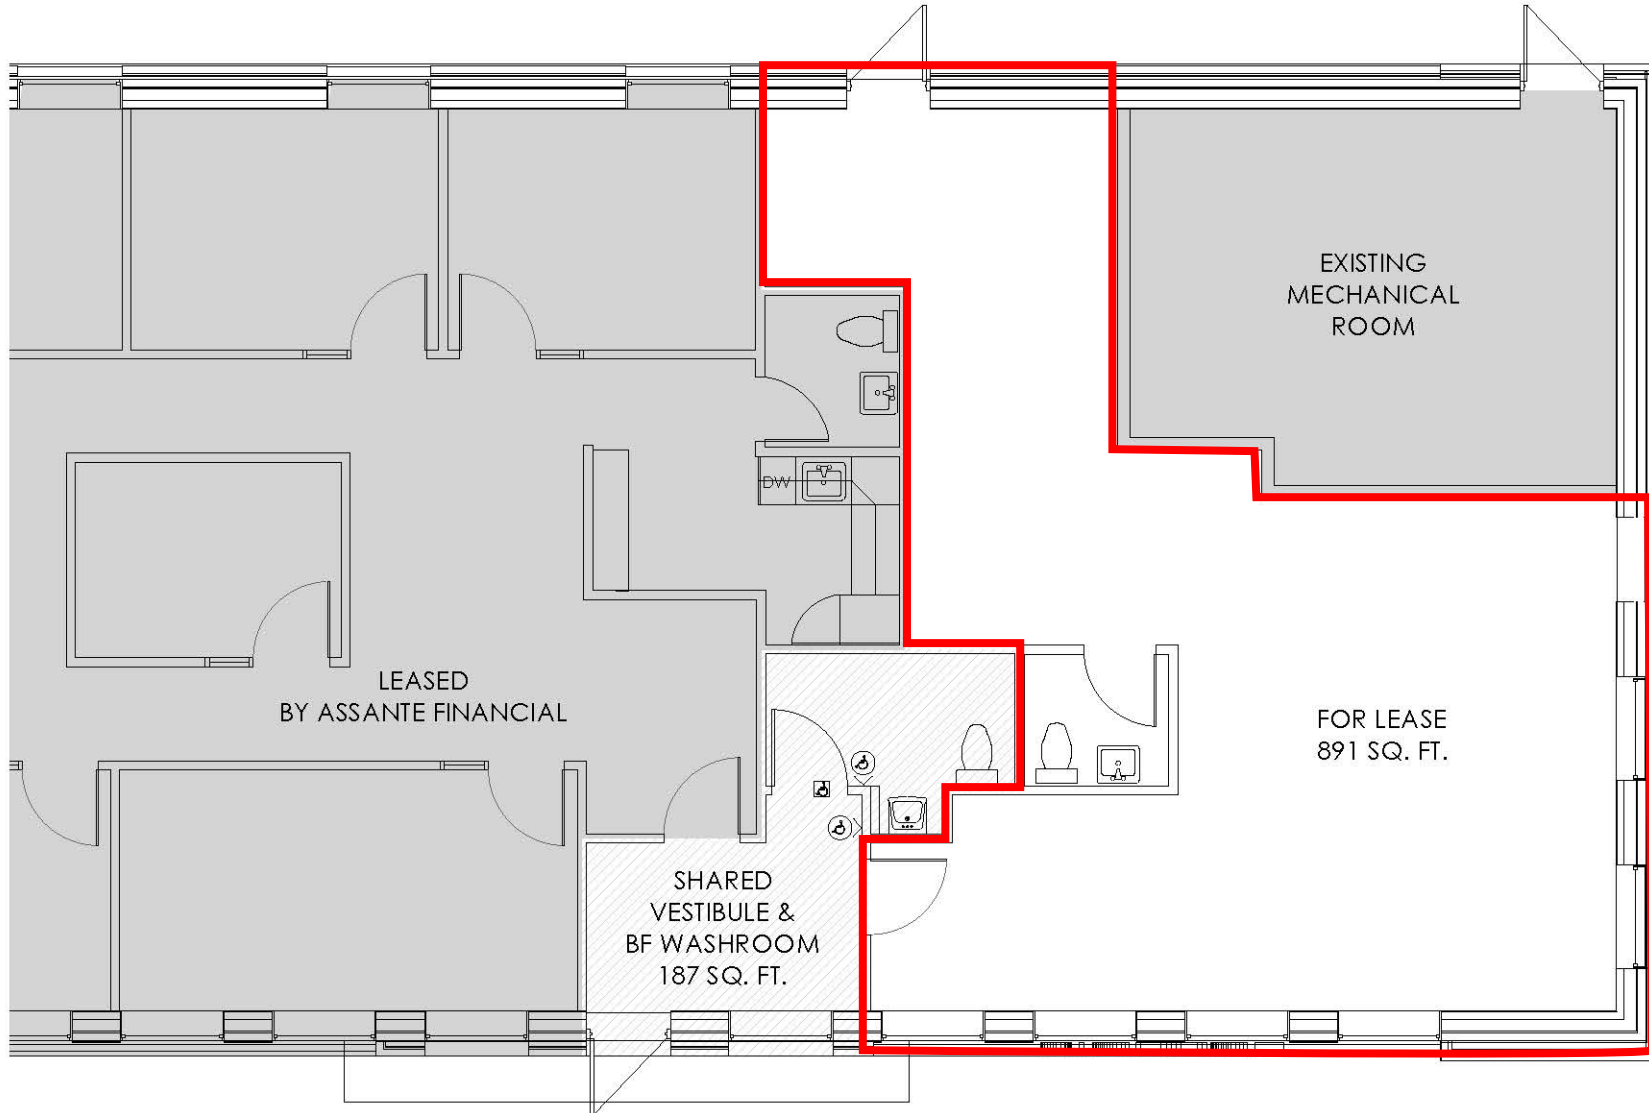 EXISTING
MECHANICAL
ROOM
DW
LEASED
BY ASSANTE FINANCIAL
FOR LEASE
891 SQ. FT.
SHARED
VESTIBULE &
BF WASHROOM
187 SQ. FT.